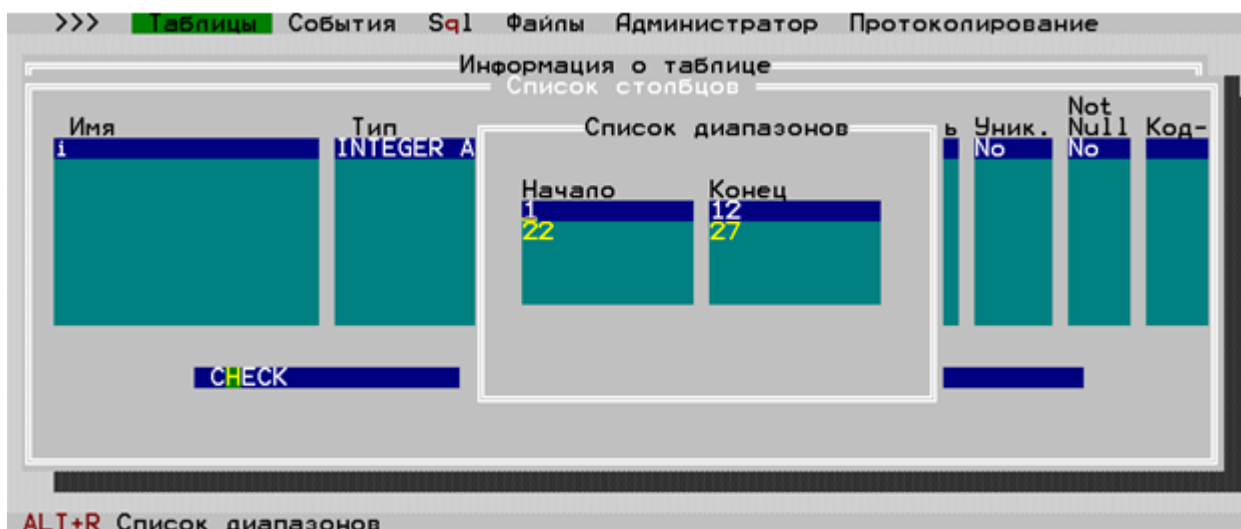 >>> Таблицы События Sql Файлы Администратор Протоколирование
Информация о таблице
Список столбцов
Имя Тип Список диапазонов ь Уник. Not Null Код-
i INTEGER A No No
Начало Конец
1 12
22 27
CHECK
ALT+R Список диапазонов